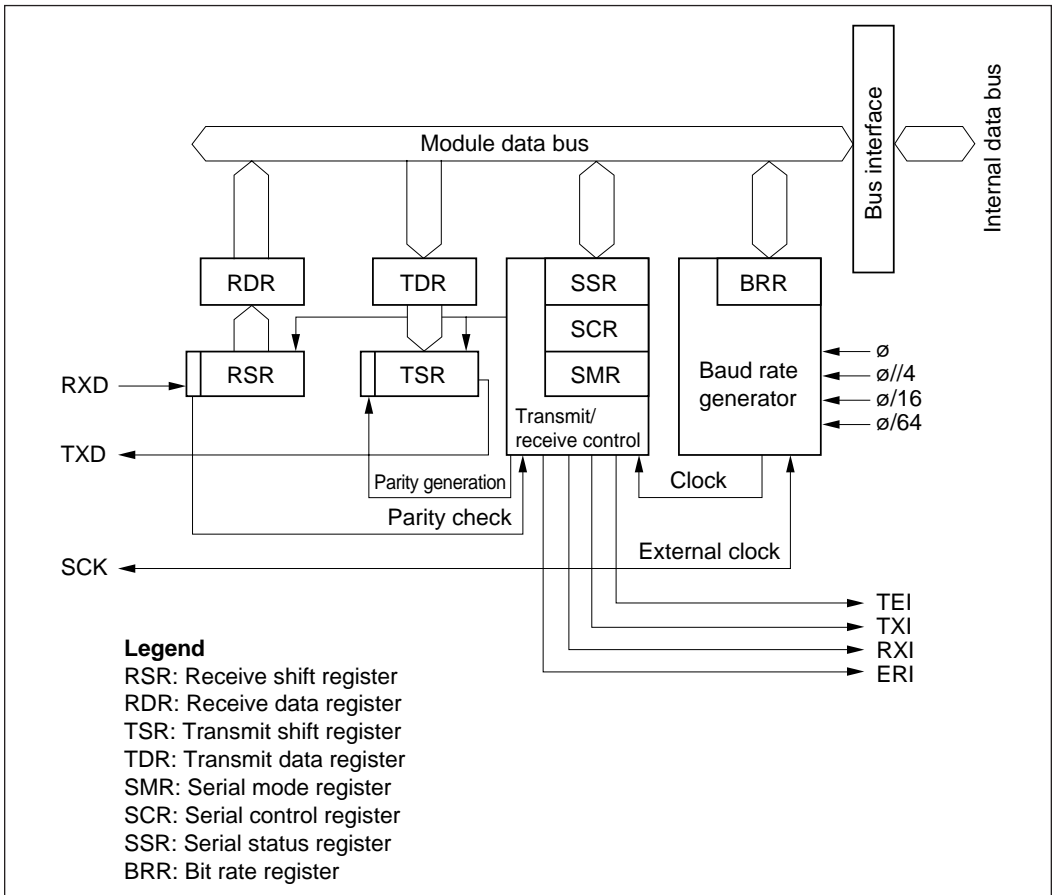 Module data bus
Bus interface
Internal data bus
RDR
TDR
SSR
BRR
SCR
RSR
TSR
SMR
Baud rate
generator
ø
ø//4
ø/16
ø/64
RXD
Transmit/
receive control
TXD
Parity generation
Clock
Parity check
External clock
SCK
TEI
TXI
RXI
ERI
Legend
RSR: Receive shift register
RDR: Receive data register
TSR: Transmit shift register
TDR: Transmit data register
SMR: Serial mode register
SCR: Serial control register
SSR: Serial status register
BRR: Bit rate register